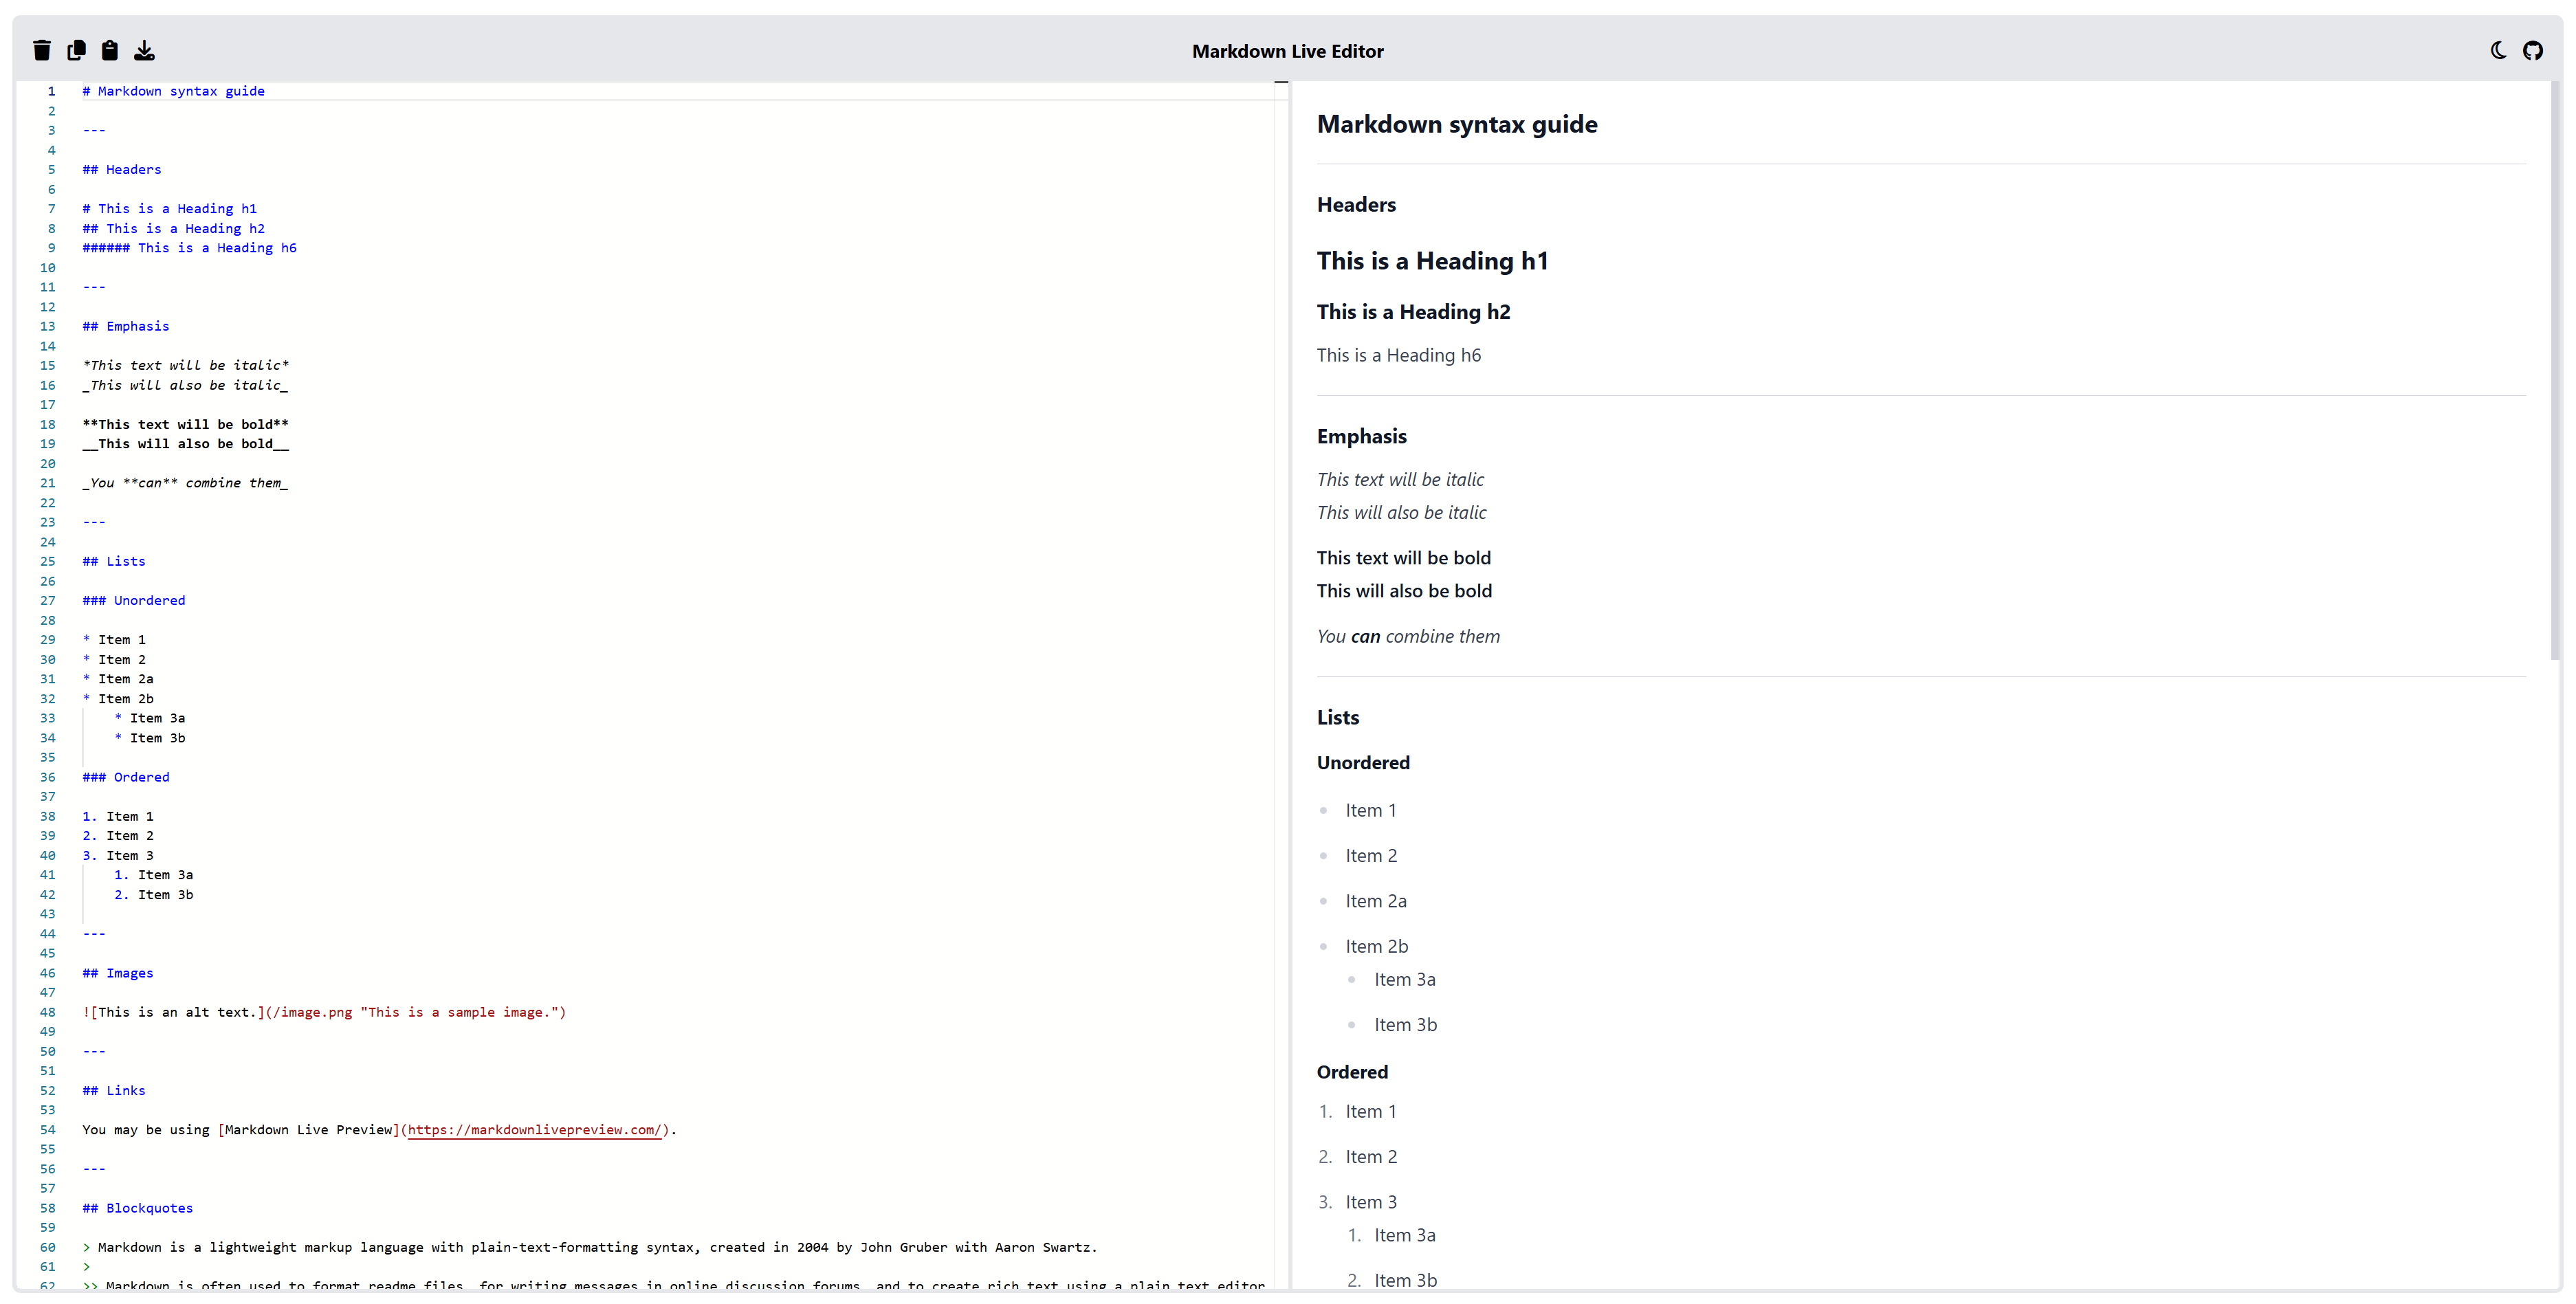 Markdown Live Editor
1 # Markdown syntax guide
2
3 ---
4
5 ## Headers
6
7 # This is a Heading h1
8 ## This is a Heading h2
9 ###### This is a Heading h6
10
11 ---
12
13 ## Emphasis
14
15 *This text will be italic*
16 _This will also be italic_
17
18 **This text will be bold**
19 __This will also be bold__
20
21 _You **can** combine them_
22
23 ---
24
25 ## Lists
26
27 ### Unordered
28
29 * Item 1
30 * Item 2
31 * Item 2a
32 * Item 2b
33     * Item 3a
34     * Item 3b
35
36 ### Ordered
37
38 1. Item 1
39 2. Item 2
40 3. Item 3
41     1. Item 3a
42     2. Item 3b
43
44 ---
45
46 ## Images
47
48 ![This is an alt text.](/image.png "This is a sample image.")
49
50 ---
51
52 ## Links
53
54 You may be using [Markdown Live Preview](https://markdownlivepreview.com/).
55
56 ---
57
58 ## Blockquotes
59
60 > Markdown is a lightweight markup language with plain-text-formatting syntax, created in 2004 by John Gruber with Aaron Swartz.
61 >
62 >> Markdown is often used to format readme files, for writing messages in online discussion forums, and to create rich text using a plain text editor
Markdown syntax guide
Headers
This is a Heading h1
This is a Heading h2
This is a Heading h6
Emphasis
This text will be italic
This will also be italic
This text will be bold
This will also be bold
You can combine them
Lists
Unordered
Item 1
Item 2
Item 2a
Item 2b
Item 3a
Item 3b
Ordered
1. Item 1
2. Item 2
3. Item 3
1. Item 3a
2. Item 3b